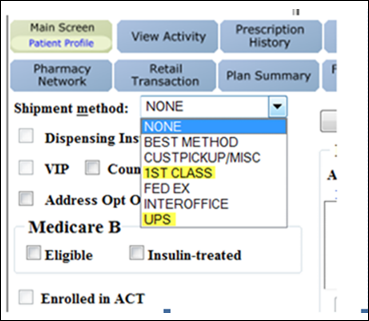 Main Screen
Patient Profile
View Activity
Prescription
History
Pharmacy
Network
Retail
Transaction
Plan Summary
Shipment method: NONE
NONE
BEST METHOD
CUSTPICKUP/MISC
1ST CLASS
FED EX
INTEROFFICE
UPS
Dispensing
VIP
Address Opt
Medicare B
Eligible Insulin-treated
Enrolled in ACT